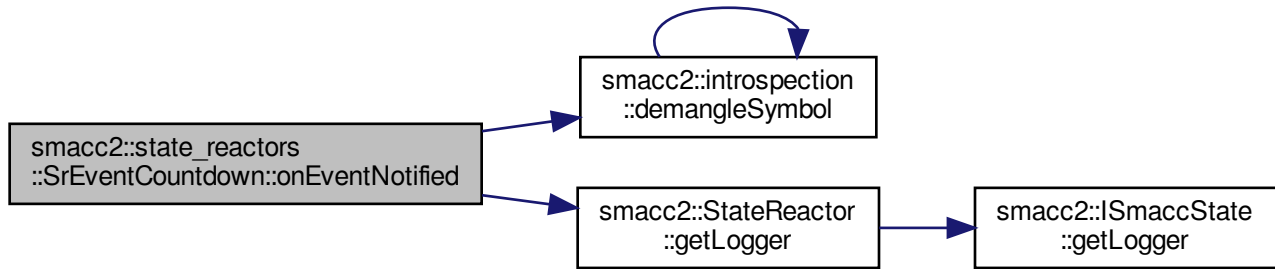 smacc2::introspection
::demangleSymbol
smacc2::state_reactors
::SrEventCountdown::onEventNotified
smacc2::StateReactor
::getLogger
smacc2::ISmaccState
::getLogger